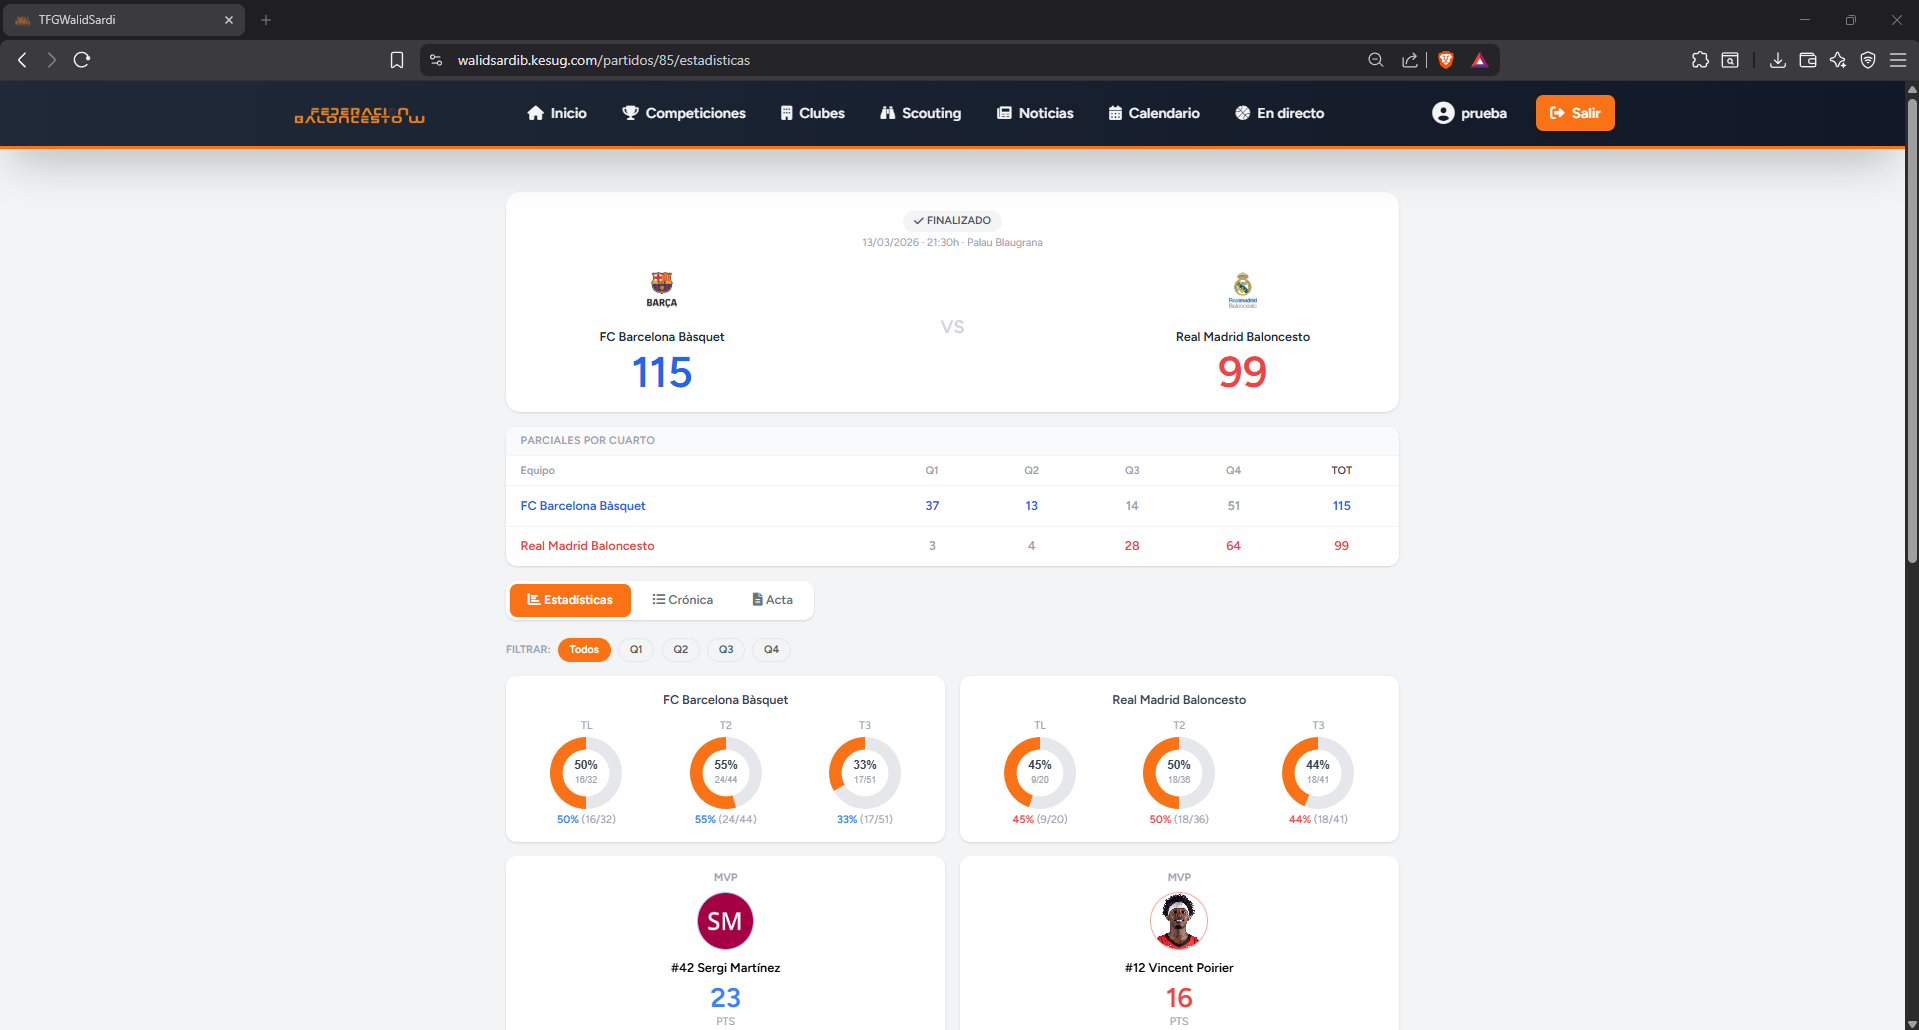 TFGWalidSardi
walidsardib.kesug.com/partidos/85/estadisticas
FEDERACION
BALONCESTO W
Inicio
Competiciones
Clubes
Scouting
Noticias
Calendario
En directo
prueba
Salir
FINALIZADO
13/03/2026 · 21:30h · Palau Blaugrana
BARÇA
Realmadrid
Baloncesto
FC Barcelona Bàsquet
VS
Real Madrid Baloncesto
115
99
PARCIALES POR CUARTO
Equipo Q1 Q2 Q3 Q4 TOT
FC Barcelona Bàsquet 37 13 14 51 115
Real Madrid Baloncesto 3 4 28 64 99
Estadísticas
Crónica
Acta
FILTRAR: Todos Q1 Q2 Q3 Q4
FC Barcelona Bàsquet
TL T2 T3
50% 55% 33%
16/32 24/44 17/51
50% (16/32) 55% (24/44) 33% (17/51)
Real Madrid Baloncesto
TL T2 T3
45% 50% 44%
9/20 18/36 18/41
45% (9/20) 50% (18/36) 44% (18/41)
MVP
SM
#42 Sergi Martínez
23
PTS
MVP
#12 Vincent Poirier
16
PTS